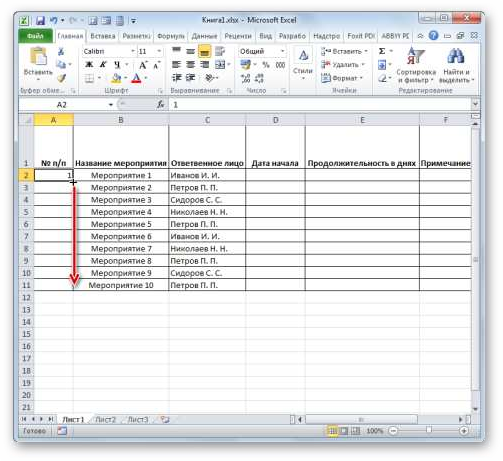 Книга1.xlsx - Microsoft Excel
Файл Главная Вставка Разметка Формулы Данные Рецензи Вид Разраб Надстро Foxit PDI ABBYY PD
Вставить
Буфер обме...
Calibri 11
Ж К Ч
Шрифт
Выравнивание
Общий
Число
Стили
Вставить
Удалить
Формат
Ячейки
Сортировка и фильтр
Найти и выделить
Редактирование
A2 fx 1
A B C D E F
1 № п/п Название мероприятия Ответственное лицо Дата начала Продолжительность в днях Примечание
2 1 Мероприятие 1 Иванов И. И.
3 Мероприятие 2 Петров П. П.
4 Мероприятие 3 Сидоров С. С.
5 Мероприятие 4 Николаев Н. Н.
6 Мероприятие 5 Петров П. П.
7 Мероприятие 6 Иванов И. И.
8 Мероприятие 7 Николаев Н. Н.
9 Мероприятие 8 Петров П. П.
10 Мероприятие 9 Сидоров С. С.
11 Мероприятие 10 Петров П. П.
12
13
14
15
16
17
18
19
20
21
Лист1 Лист2 Лист3
Готово 100%